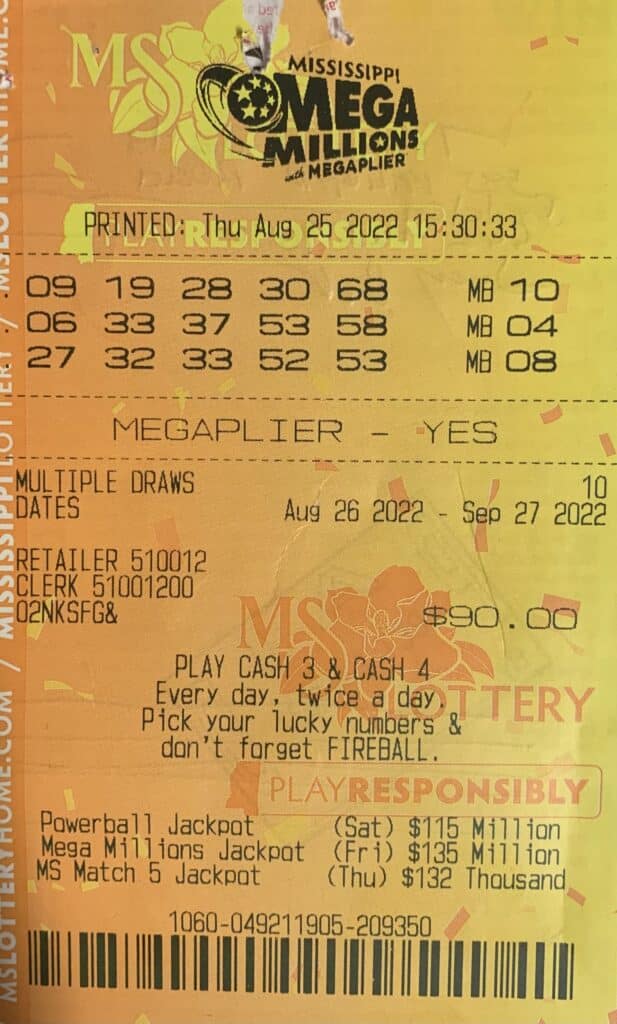 MS LOTTERY
MISSISSIPPI
MEGA
MILLIONS
with MEGAPLIER
PRINTED: Thu Aug 25 2022 15:30:33
PLAYRESPONSIBLY
09 19 28 30 68 MB 10
06 33 37 53 58 MB 04
27 32 33 52 53 MB 08
MEGAPLIER - YES
MULTIPLE DRAWS 10
DATES Aug 26 2022 - Sep 27 2022
RETAILER 510012
CLERK 51001200
02NKSFG& $90.00
MS LOTTERY
PLAY CASH 3 & CASH 4
Every day, twice a day.
Pick your lucky numbers &
don't forget FIREBALL.
PLAYRESPONSIBLY
Powerball Jackpot (Sat) $115 Million
Mega Millions Jackpot (Fri) $135 Million
MS Match 5 Jackpot (Thu) $132 Thousand
1060-049211905-209350
MSLOTTERYHOME.COM / MISSISSIPPI LOTTERY / MSLOTTERYHOME.C